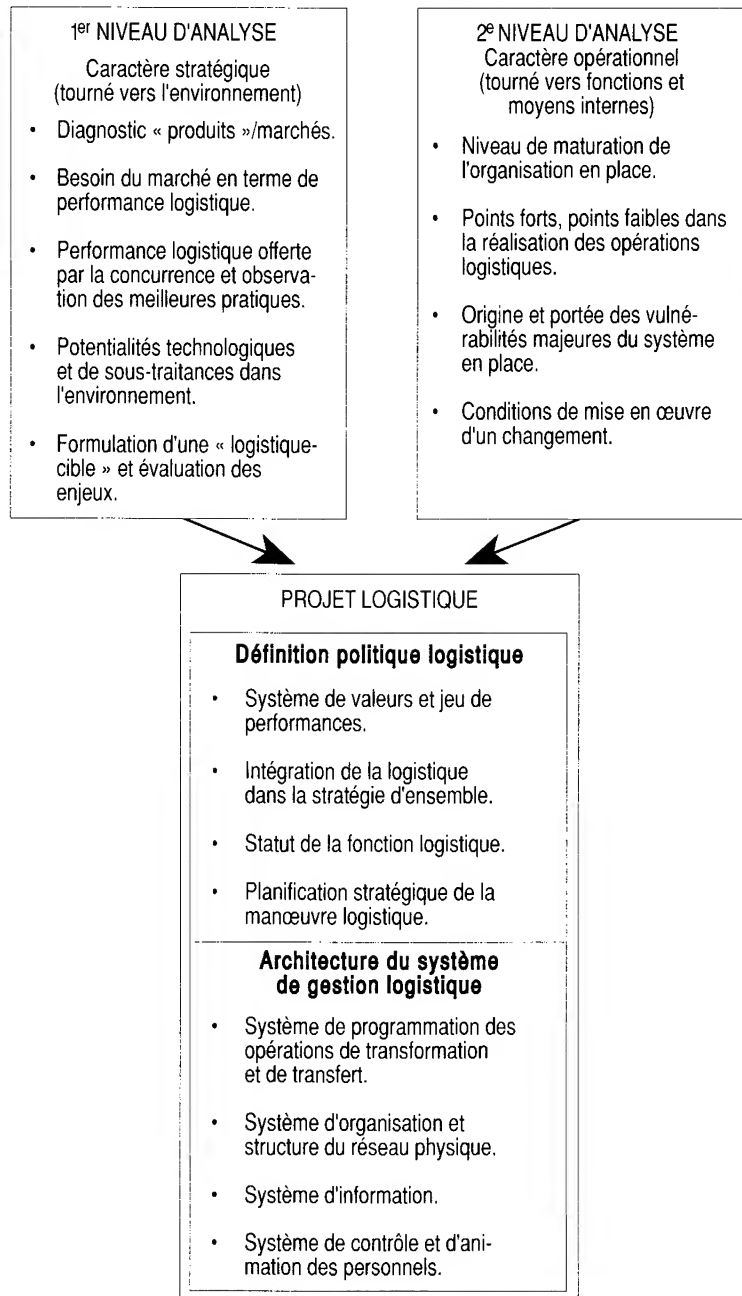 1er NIVEAU D'ANALYSE
Caractère stratégique
(tourné vers l'environnement)
• Diagnostic « produits »/marchés.
• Besoin du marché en terme de
performance logistique.
• Performance logistique offerte
par la concurrence et observa-
tion des meilleures pratiques.
• Potentialités technologiques
et de sous-traitances dans
l'environnement.
• Formulation d'une « logistique-
cible » et évaluation des
enjeux.
2e NIVEAU D'ANALYSE
Caractère opérationnel
(tourné vers fonctions et
moyens internes)
• Niveau de maturation de
l'organisation en place.
• Points forts, points faibles dans
la réalisation des opérations
logistiques.
• Origine et portée des vulné-
rabilités majeures du système
en place.
• Conditions de mise en œuvre
d'un changement.
PROJET LOGISTIQUE
Définition politique logistique
• Système de valeurs et jeu de
performances.
• Intégration de la logistique
dans la stratégie d'ensemble.
• Statut de la fonction logistique.
• Planification stratégique de la
manœuvre logistique.
Architecture du système
de gestion logistique
• Système de programmation des
opérations de transformation
et de transfert.
• Système d'organisation et
structure du réseau physique.
• Système d'information.
• Système de contrôle et d'ani-
mation des personnels.